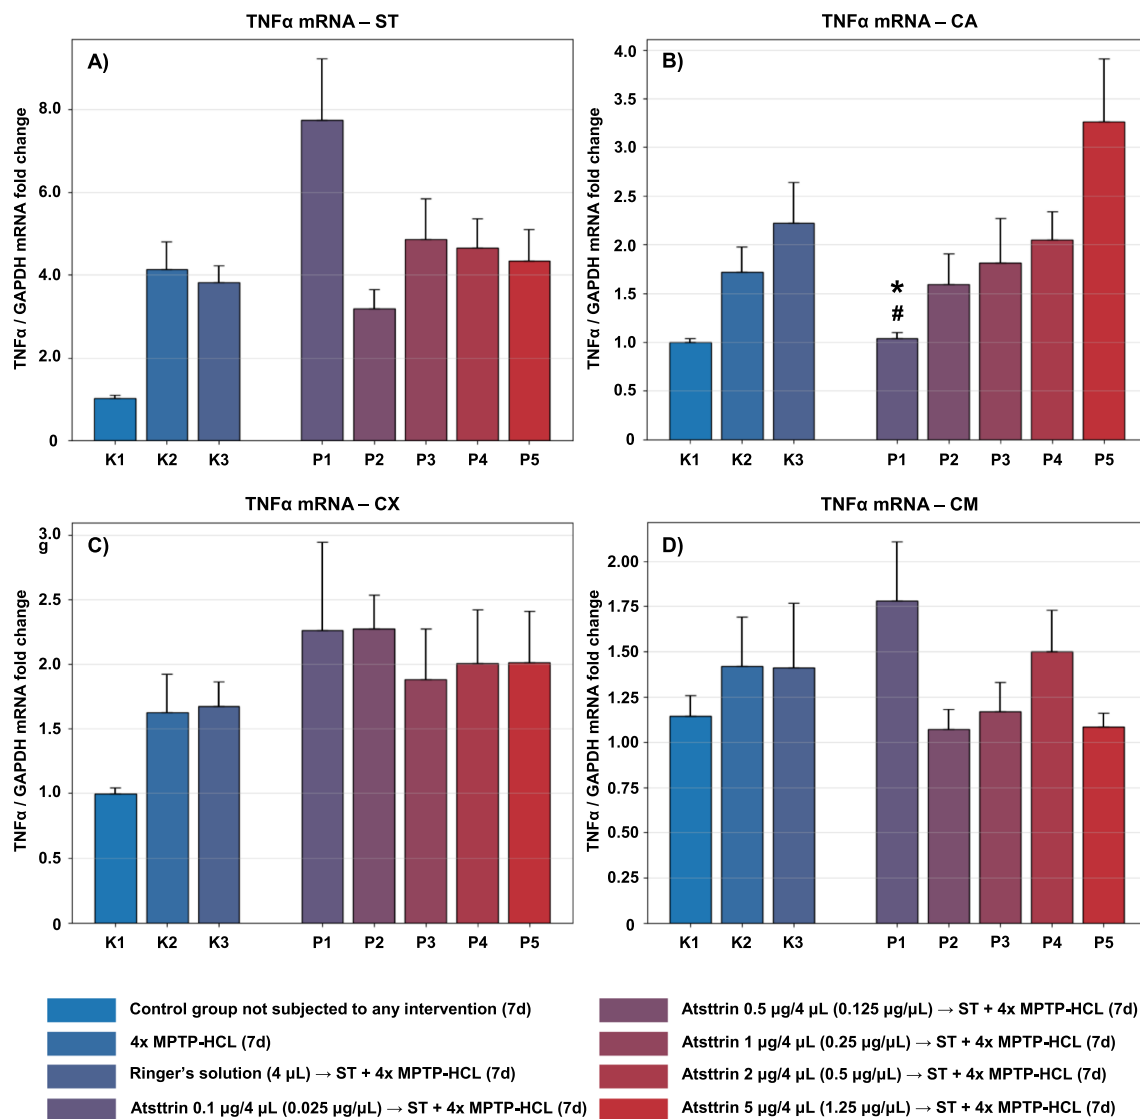 TNFα mRNA – ST
A)
TNFα / GAPDH mRNA fold change
8.0
6.0
4.0
2.0
0
K1 K2 K3 P1 P2 P3 P4 P5
TNFα mRNA – CA
B)
TNFα / GAPDH mRNA fold change
4.0
3.5
3.0
2.5
2.0
1.5
1.0
0.5
0
*
#
K1 K2 K3 P1 P2 P3 P4 P5
TNFα mRNA – CX
C)
TNFα / GAPDH mRNA fold change
3.0
g
2.5
2.0
1.5
1.0
0.5
0
K1 K2 K3 P1 P2 P3 P4 P5
TNFα mRNA – CM
D)
TNFα / GAPDH mRNA fold change
2.00
1.75
1.50
1.25
1.00
0.75
0.50
0.25
0
K1 K2 K3 P1 P2 P3 P4 P5
Control group not subjected to any intervention (7d)
4x MPTP-HCL (7d)
Ringer’s solution (4 µL) → ST + 4x MPTP-HCL (7d)
Atsttrin 0.1 µg/4 µL (0.025 µg/µL) → ST + 4x MPTP-HCL (7d)
Atsttrin 0.5 µg/4 µL (0.125 µg/µL) → ST + 4x MPTP-HCL (7d)
Atsttrin 1 µg/4 µL (0.25 µg/µL) → ST + 4x MPTP-HCL (7d)
Atsttrin 2 µg/4 µL (0.5 µg/µL) → ST + 4x MPTP-HCL (7d)
Atsttrin 5 µg/4 µL (1.25 µg/µL) → ST + 4x MPTP-HCL (7d)